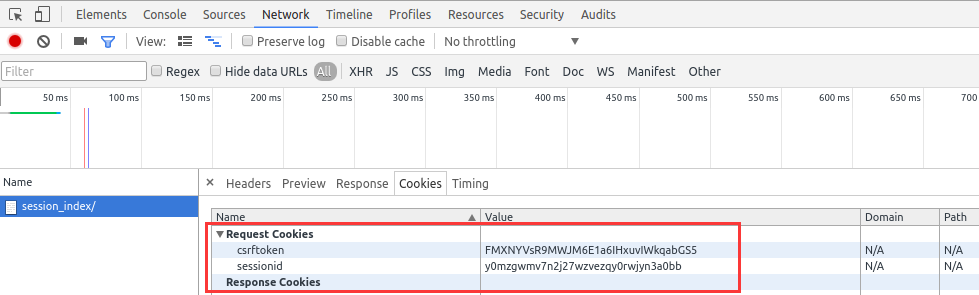 Elements Console Sources Network Timeline Profiles Resources Security Audits
View: Preserve log Disable cache No throttling
Filter Regex Hide data URLs All XHR JS CSS Img Media Font Doc WS Manifest Other
50 ms 100 ms 150 ms 200 ms 250 ms 300 ms 350 ms 400 ms 450 ms 500 ms 550 ms 600 ms 650 ms 700
Name × Headers Preview Response Cookies Timing
session_index/
Name Value Domain Path
Request Cookies
csrftoken FMXNYVsR9MWJM6E1a6IHxuvIWkqabGS5 N/A N/A
sessionid y0mzgwmv7n2j27wzvezqy0rwjyn3a0bb N/A N/A
Response Cookies